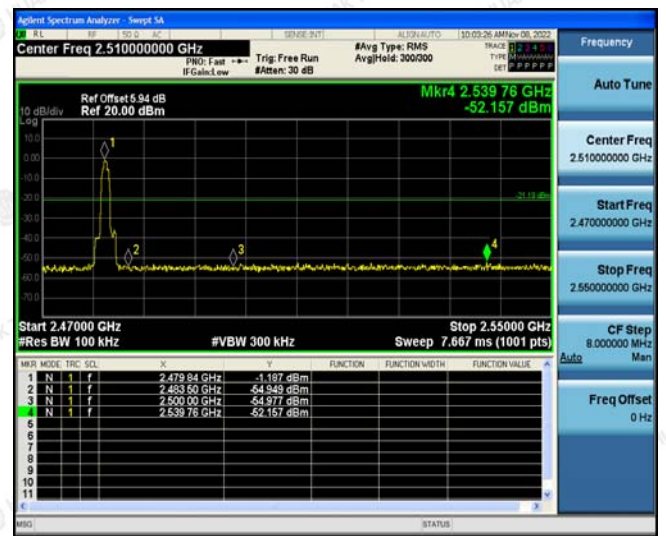 Agilent Spectrum Analyzer - Swept SA
RL RF 50 Ω AC SENSE:INT ALIGNAUTO 10:03:26 AM Nov 08, 2022
Center Freq 2.510000000 GHz
PNO: Fast
IFGain:Low
Trig: Free Run
#Atten: 30 dB
#Avg Type: RMS
Avg|Hold: 300/300
TRACE 1 2 3 4 5 6
TYPE M
DET P P P P P P
Frequency
Auto Tune
Ref Offset 5.94 dB
10 dB/div Ref 20.00 dBm
Log
Mkr4 2.539 76 GHz
-52.157 dBm
10.0
0.00
-10.0
-20.0
-30.0
-40.0
-50.0
-60.0
-70.0
1
2
3
4
Center Freq
2.510000000 GHz
Start Freq
2.470000000 GHz
Stop Freq
2.550000000 GHz
Start 2.47000 GHz Stop 2.55000 GHz
#Res BW 100 kHz #VBW 300 kHz Sweep 7.667 ms (1001 pts)
CF Step
8.000000 MHz
Auto Man
Freq Offset
0 Hz
MKR MODE TRC SCL X Y FUNCTION FUNCTION WIDTH FUNCTION VALUE
1 N 1 f 2.479 84 GHz -1.197 dBm
2 N 1 f 2.483 50 GHz -54.949 dBm
3 N 1 f 2.500 00 GHz -54.977 dBm
4 N 1 f 2.539 76 GHz -52.157 dBm
5
6
7
8
9
10
11
MSG STATUS